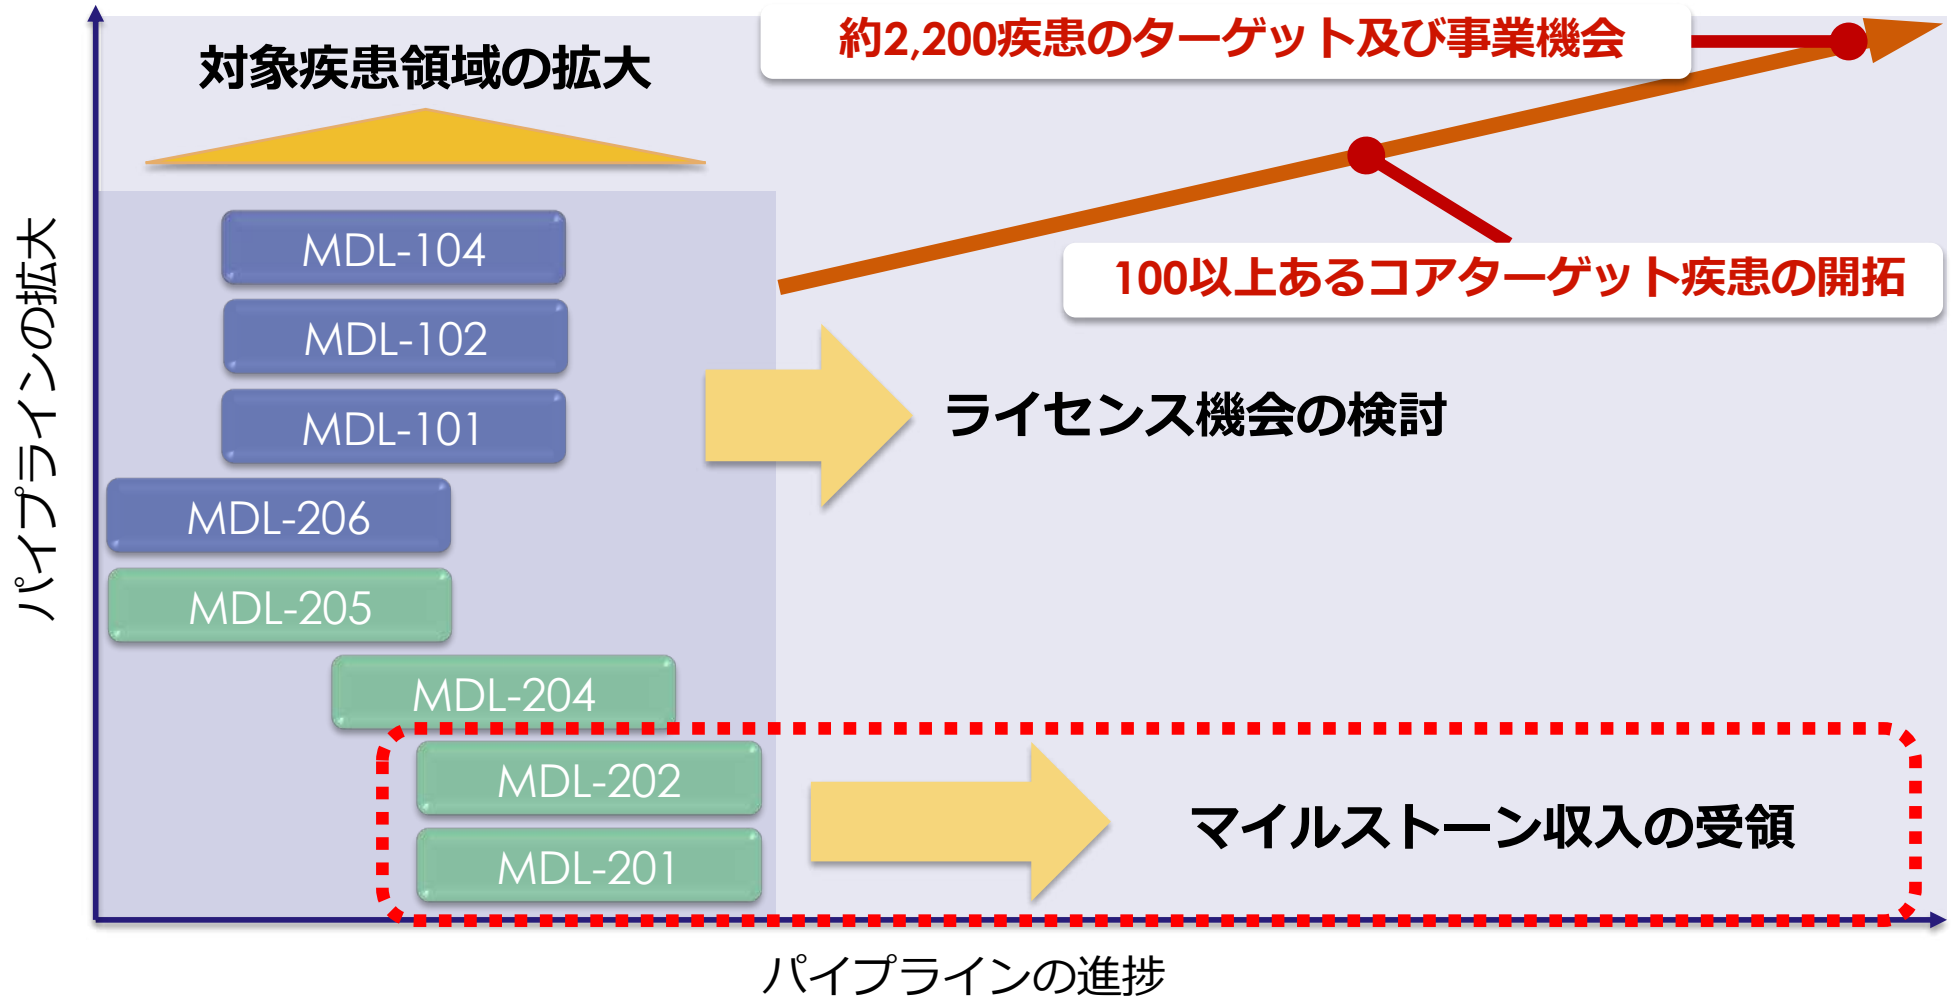 約2,200疾患のターゲット及び事業機会
対象疾患領域の拡大
100以上あるコアターゲット疾患の開拓
パイプラインの拡大
MDL-104
MDL-102
MDL-101
ライセンス機会の検討
MDL-206
MDL-205
MDL-204
MDL-202
MDL-201
マイルストーン収入の受領
パイプラインの進捗